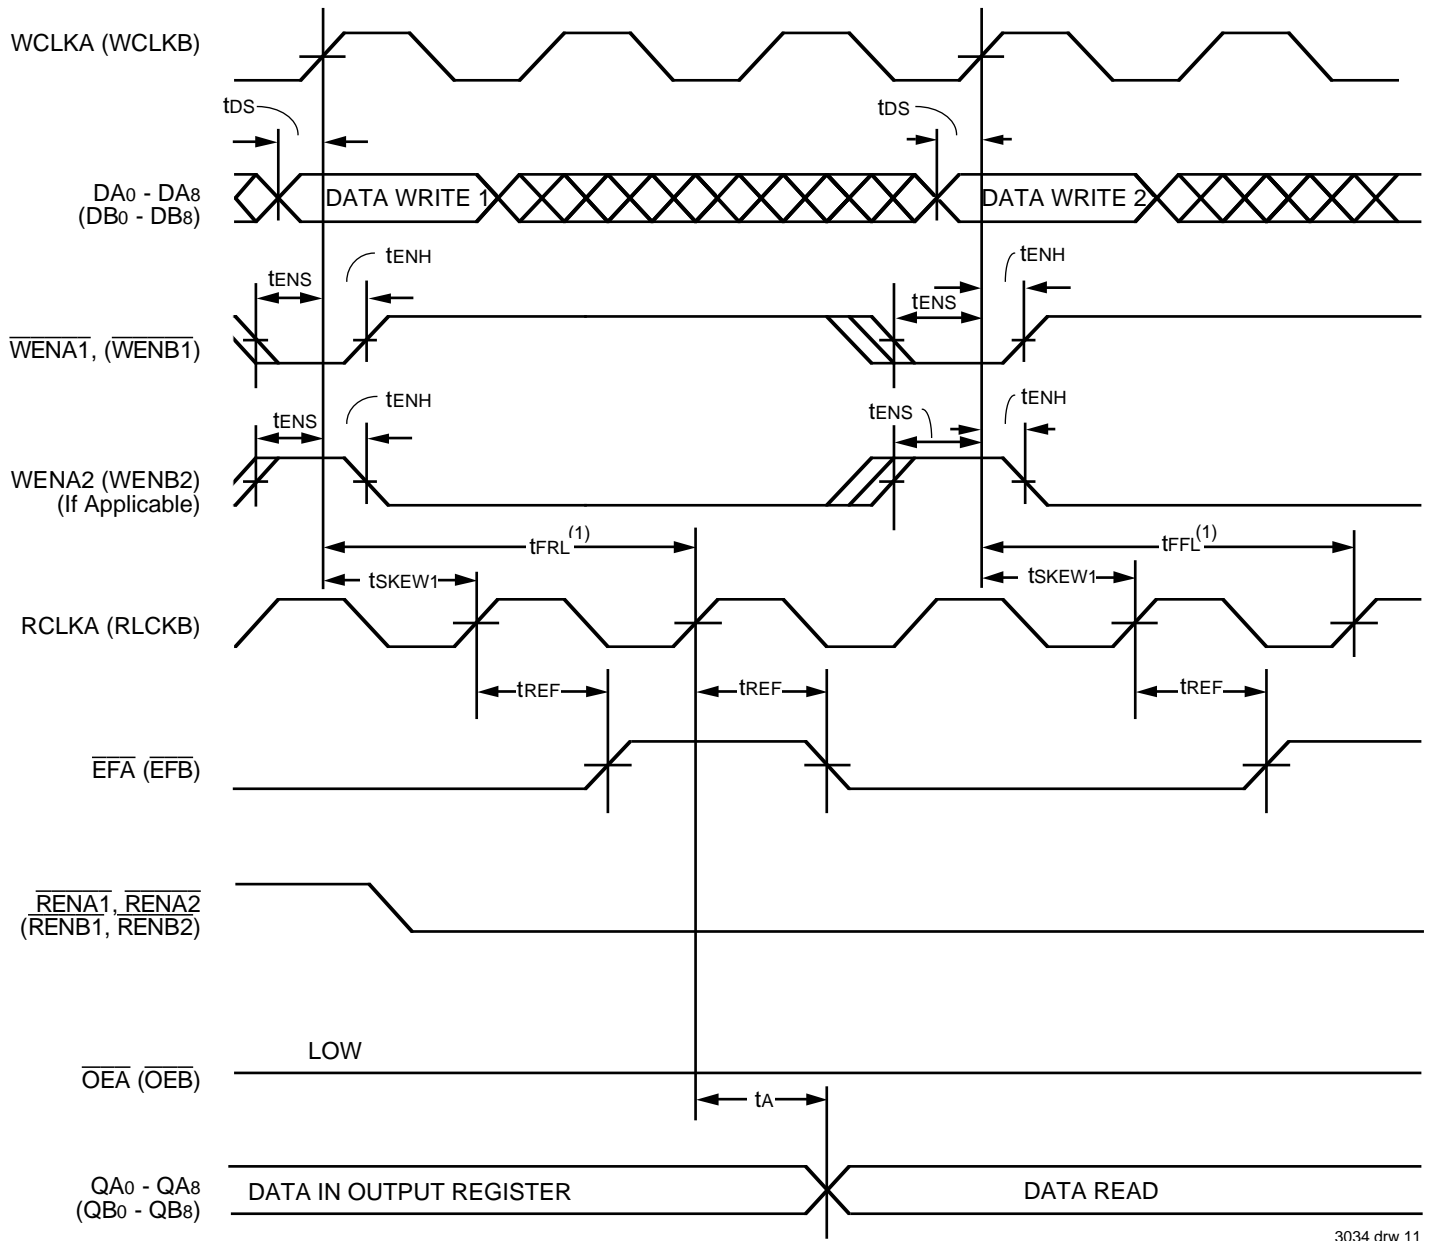 WCLKA (WCLKB)
tDS
tDS
DA0 - DA8
(DB0 - DB8)
DATA WRITE 1
DATA WRITE 2
tENS
tENH
tENS
tENH
WENA1, (WENB1)
tENS
tENH
tENS
tENH
WENA2 (WENB2)
(If Applicable)
tFRL(1)
tFFL(1)
tSKEW1
tSKEW1
RCLKA (RLCKB)
tREF
tREF
tREF
EFA (EFB)
RENA1, RENA2
(RENB1, RENB2)
LOW
OEA (OEB)
tA
QA0 - QA8
(QB0 - QB8)
DATA IN OUTPUT REGISTER
DATA READ
3034 drw 11